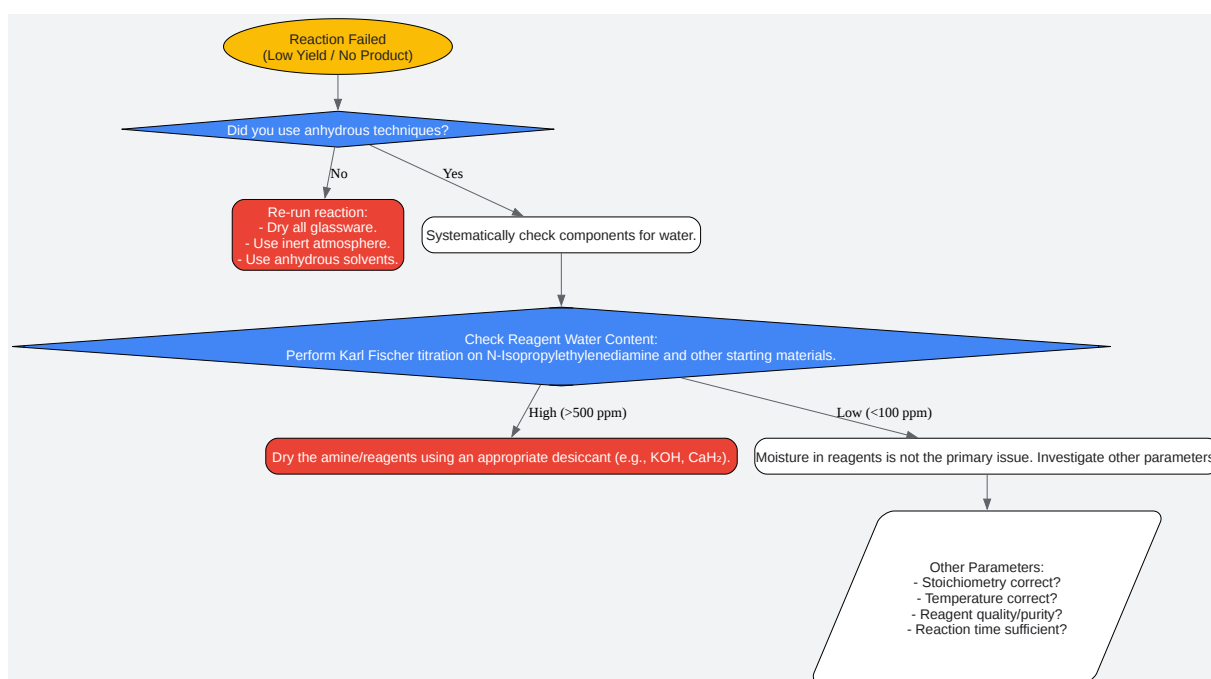 Reaction Failed
(Low Yield / No Product)
Did you use anhydrous techniques?
No
Yes
Re-run reaction:
- Dry all glassware.
- Use inert atmosphere.
- Use anhydrous solvents.
Systematically check components for water.
Check Reagent Water Content:
Perform Karl Fischer titration on N-Isopropylethylenediamine and other starting materials.
High (>500 ppm)
Low (<100 ppm)
Dry the amine/reagents using an appropriate desiccant (e.g., KOH, CaH₂).
Moisture in reagents is not the primary issue. Investigate other parameters
Other Parameters:
- Stoichiometry correct?
- Temperature correct?
- Reagent quality/purity?
- Reaction time sufficient?